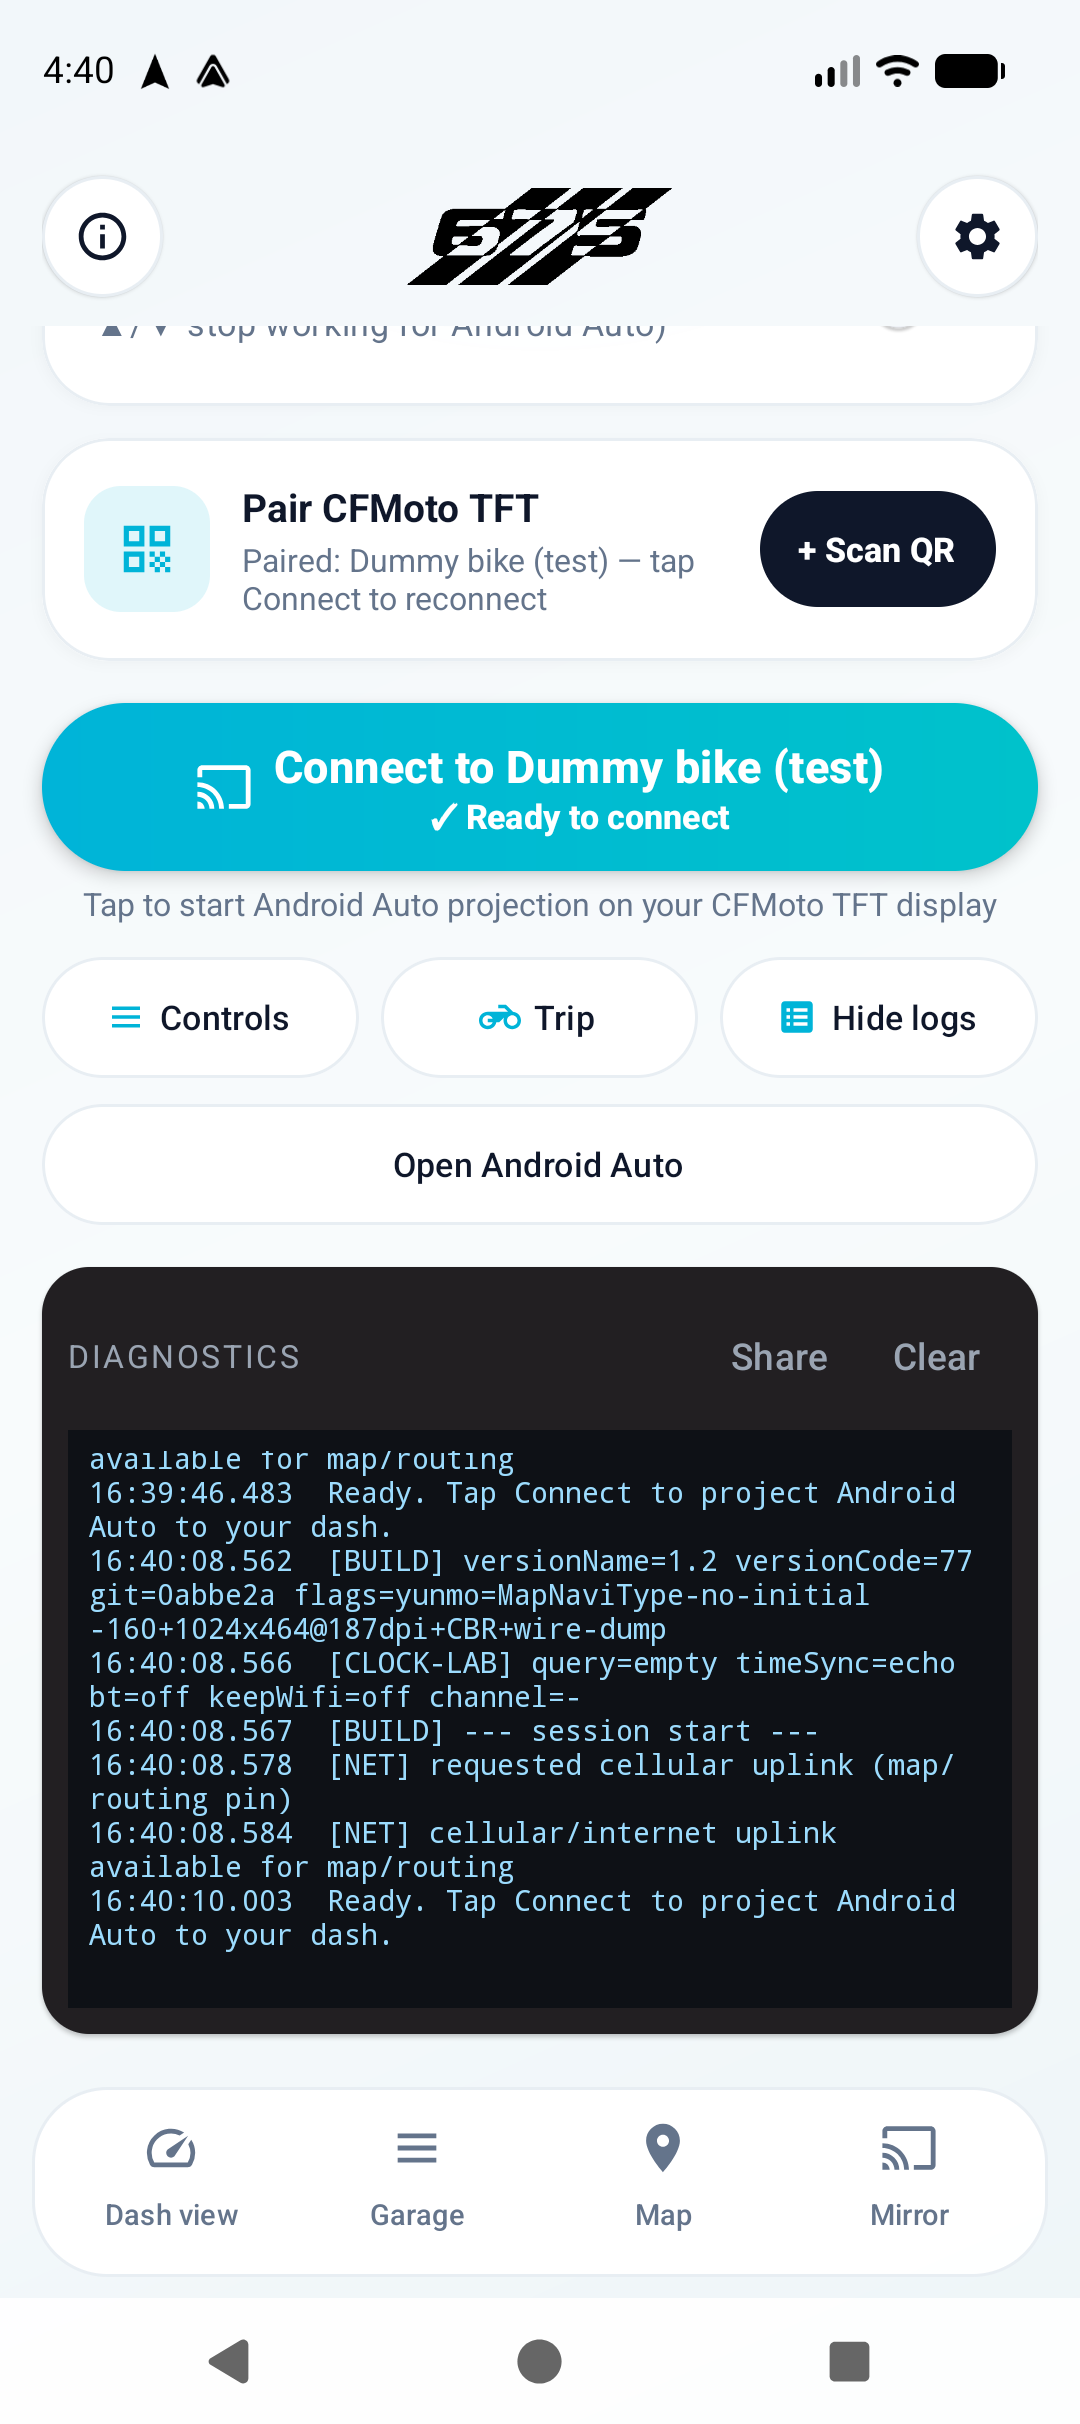 4:40
675
▲/▼ stop working for Android Auto)
Pair CFMoto TFT
Paired: Dummy bike (test) — tap
Connect to reconnect
+ Scan QR
Connect to Dummy bike (test)
✓ Ready to connect
Tap to start Android Auto projection on your CFMoto TFT display
Controls
Trip
Hide logs
Open Android Auto
DIAGNOSTICS
Share
Clear
available for map/routing
16:39:46.483  Ready. Tap Connect to project Android
Auto to your dash.
16:40:08.562  [BUILD] versionName=1.2 versionCode=77
git=0abbe2a flags=yunmo=MapNaviType-no-initial
-160+1024x464@187dpi+CBR+wire-dump
16:40:08.566  [CLOCK-LAB] query=empty timeSync=echo
bt=off keepWifi=off channel=-
16:40:08.567  [BUILD] --- session start ---
16:40:08.578  [NET] requested cellular uplink (map/
routing pin)
16:40:08.584  [NET] cellular/internet uplink
available for map/routing
16:40:10.003  Ready. Tap Connect to project Android
Auto to your dash.
Dash view
Garage
Map
Mirror